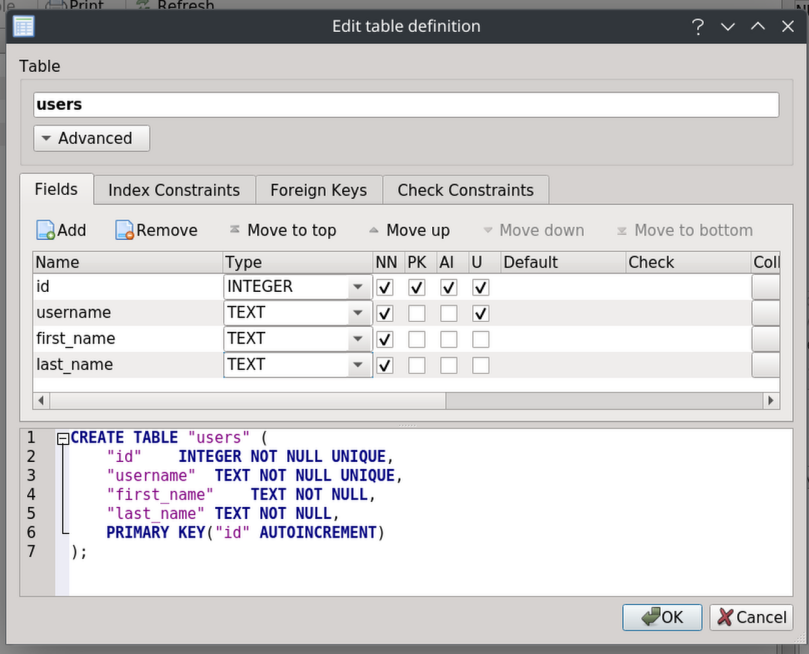 Print Refresh
Edit table definition
Table
users
Advanced
Fields Index Constraints Foreign Keys Check Constraints
Add Remove Move to top Move up Move down Move to bottom
Name Type NN PK AI U Default Check Coll
id INTEGER
username TEXT
first_name TEXT
last_name TEXT
1 CREATE TABLE "users" (
2 "id" INTEGER NOT NULL UNIQUE,
3 "username" TEXT NOT NULL UNIQUE,
4 "first_name" TEXT NOT NULL,
5 "last_name" TEXT NOT NULL,
6 PRIMARY KEY("id" AUTOINCREMENT)
7 );
OK Cancel